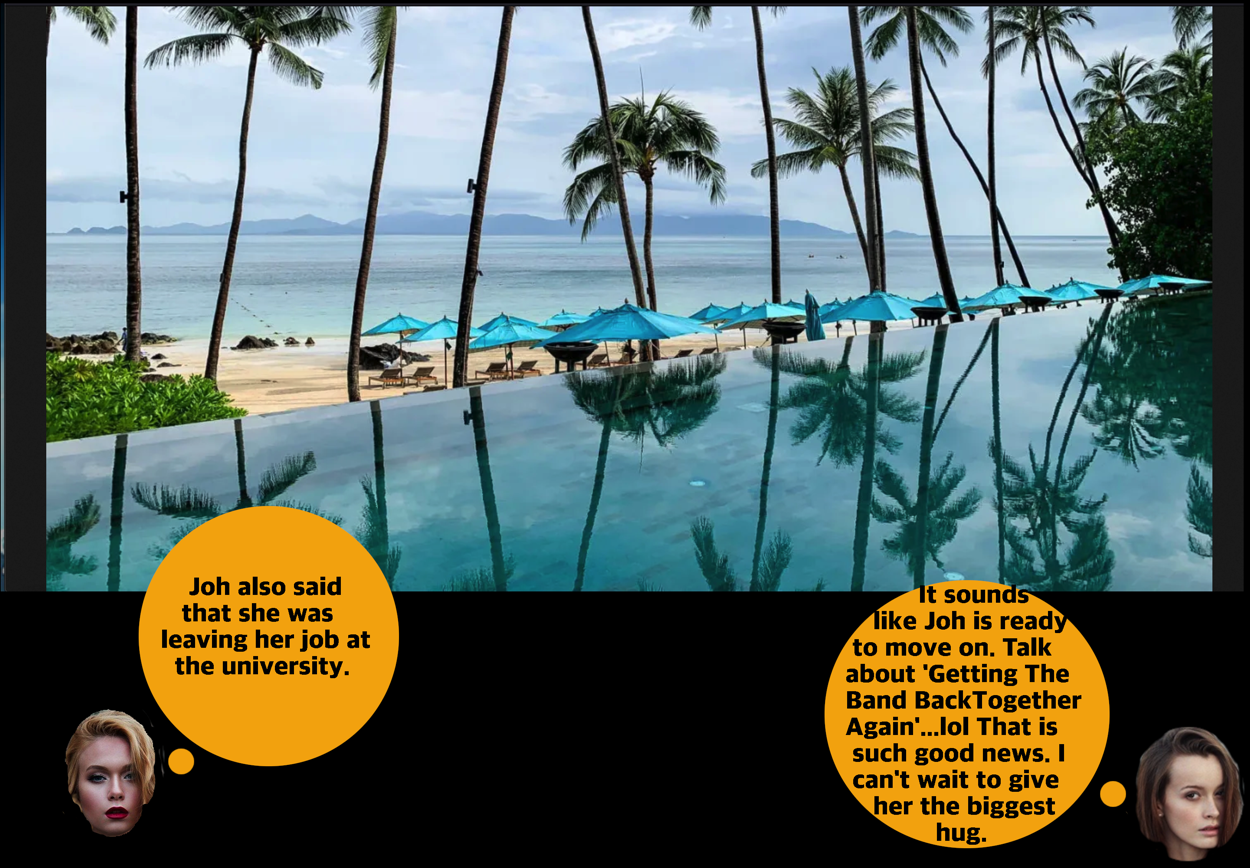 Joh also said
that she was
leaving her job at
the university.
It sounds
like Joh is ready
to move on. Talk
about 'Getting The
Band BackTogether
Again'...lol That is
such good news. I
can't wait to give
her the biggest
hug.